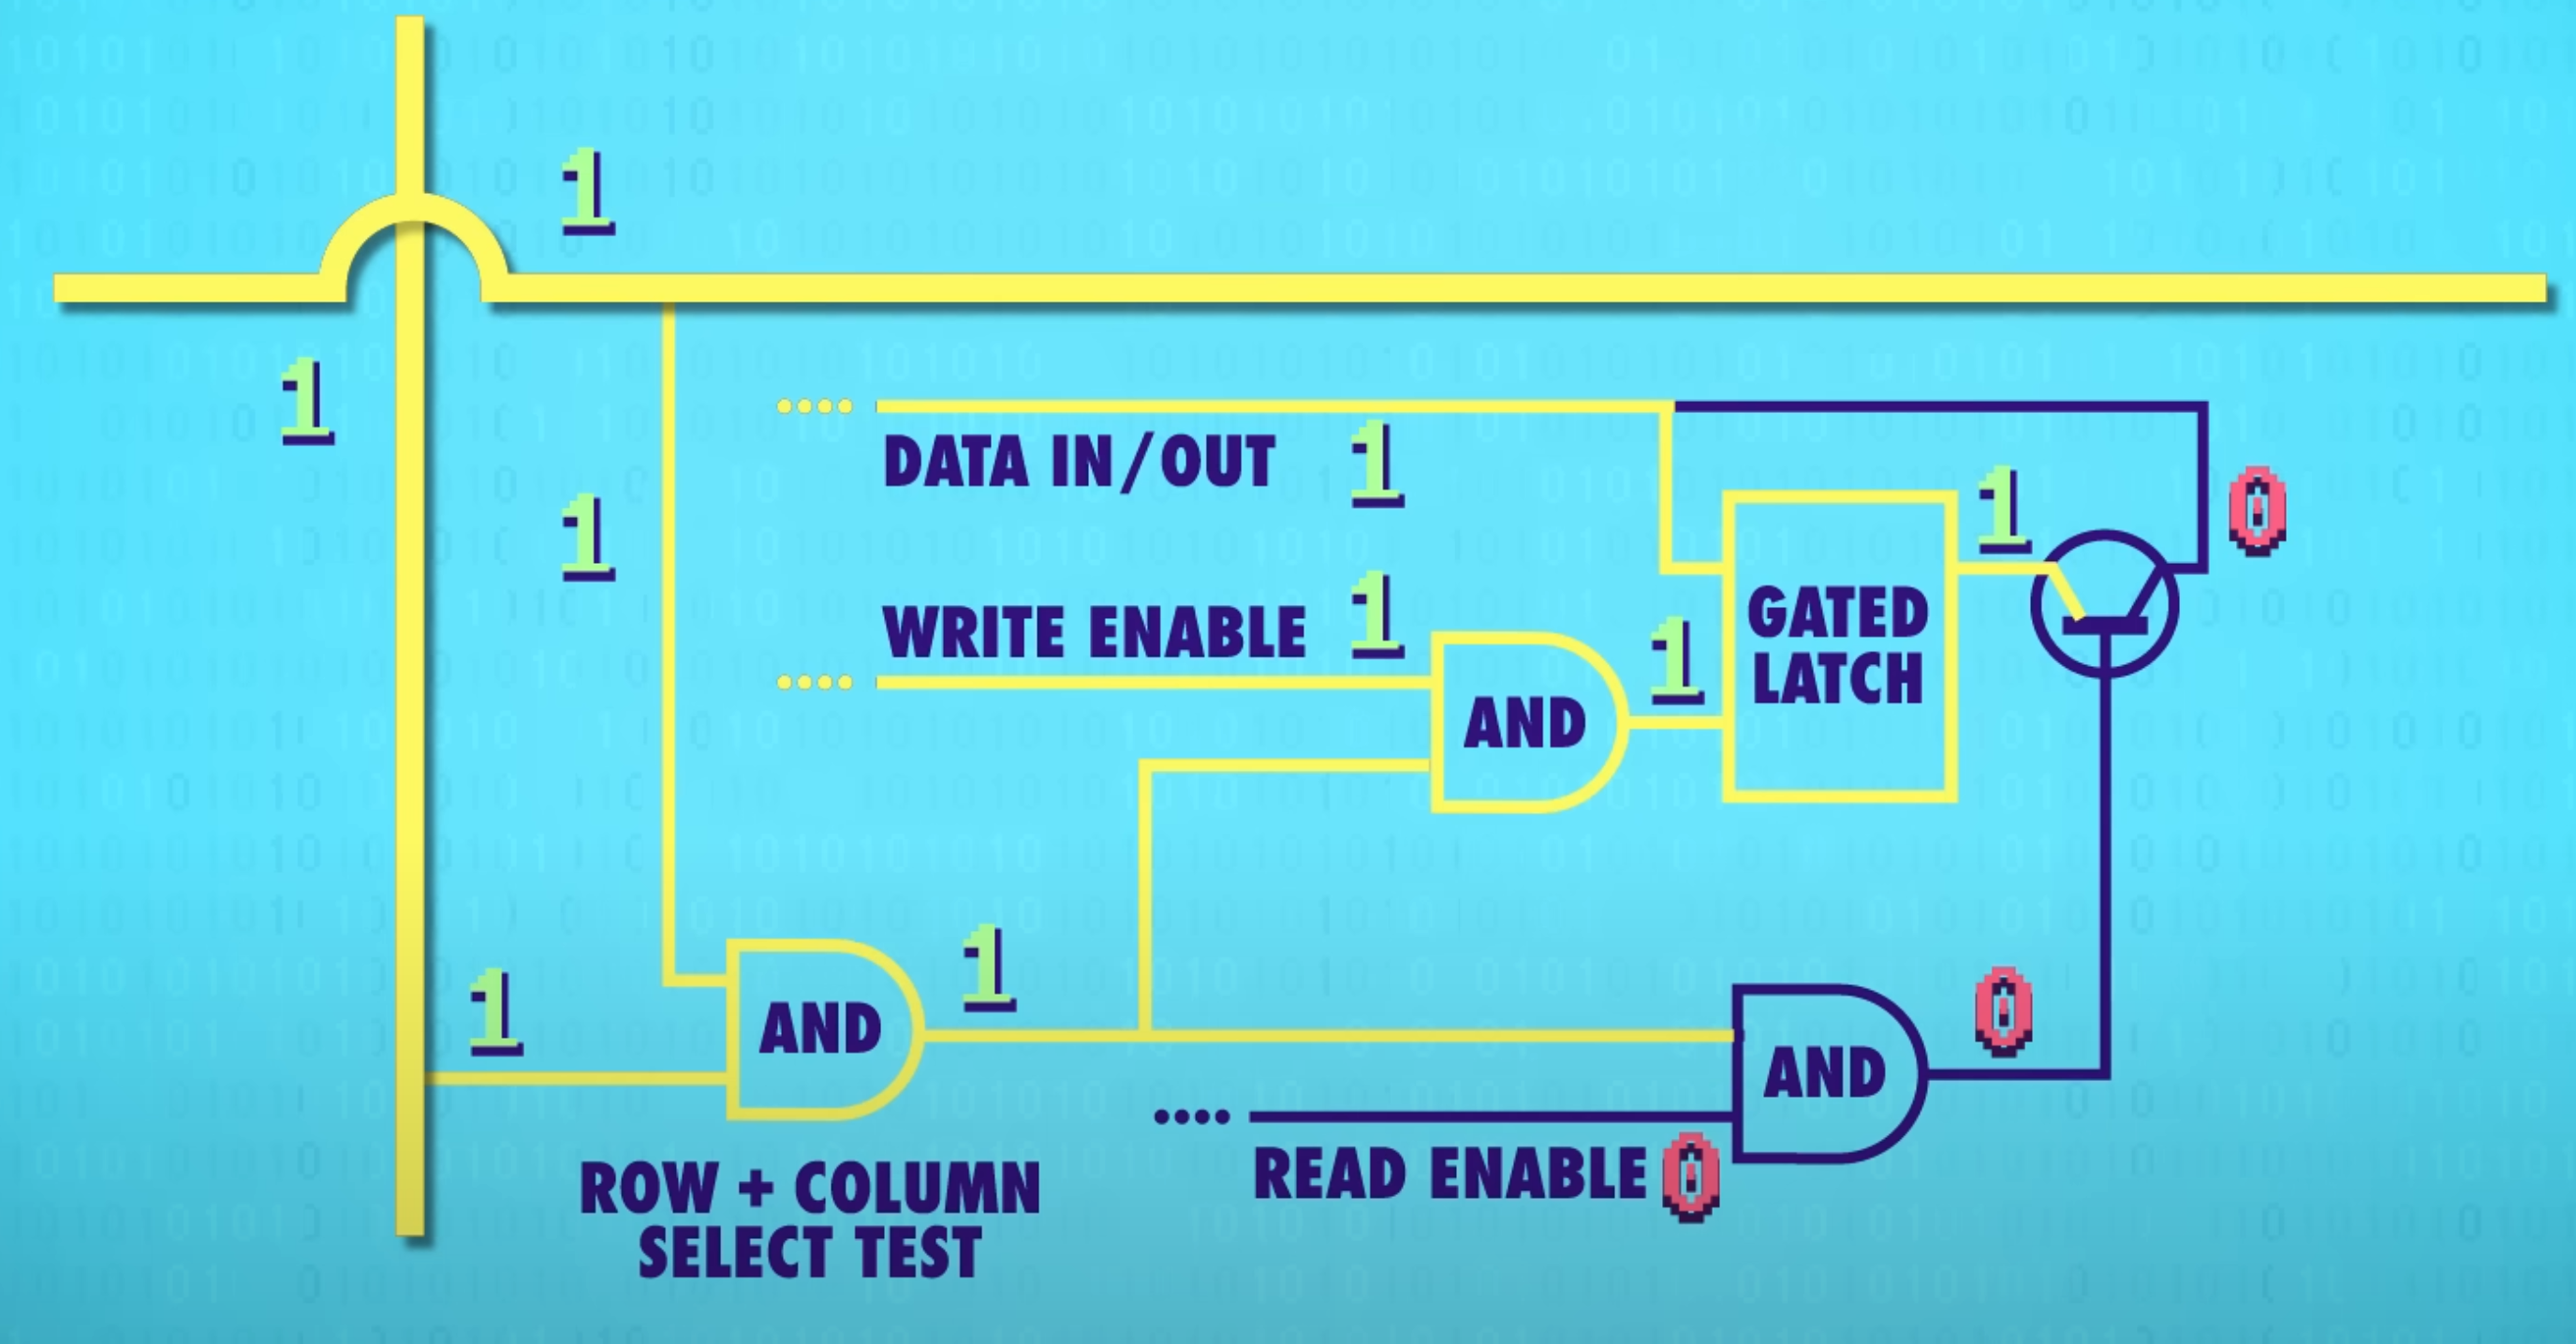 1
1
1
DATA IN/OUT 1
1
0
WRITE ENABLE 1
1
GATED
LATCH
AND
1
AND
1
0
AND
READ ENABLE 0
ROW + COLUMN
SELECT TEST